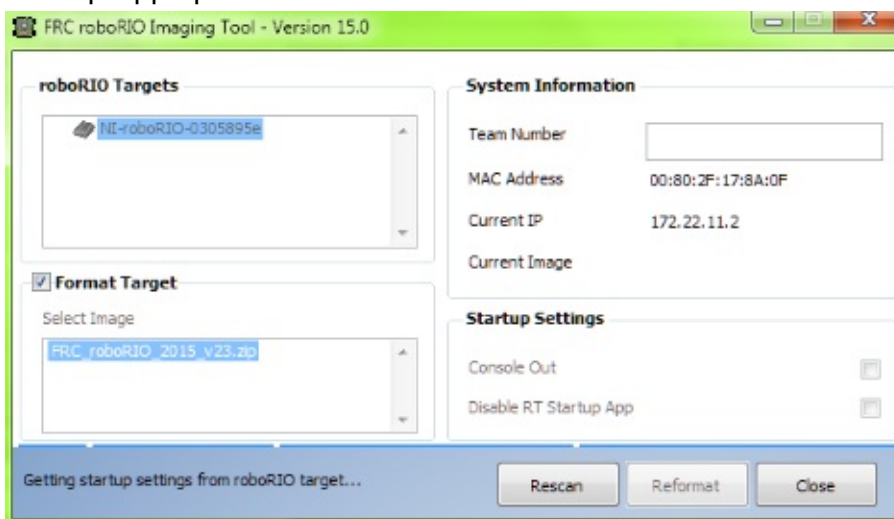 FRC roboRIO Imaging Tool - Version 15.0
roboRIO Targets
NI-roboRIO-0305895e
Format Target
Select Image
FRC_roboRIO_2015_v23.zip
System Information
Team Number
MAC Address 00:80:2F:17:8A:0F
Current IP 172.22.11.2
Current Image
Startup Settings
Console Out
Disable RT Startup App
Getting startup settings from roboRIO target...
Rescan
Reformat
Close